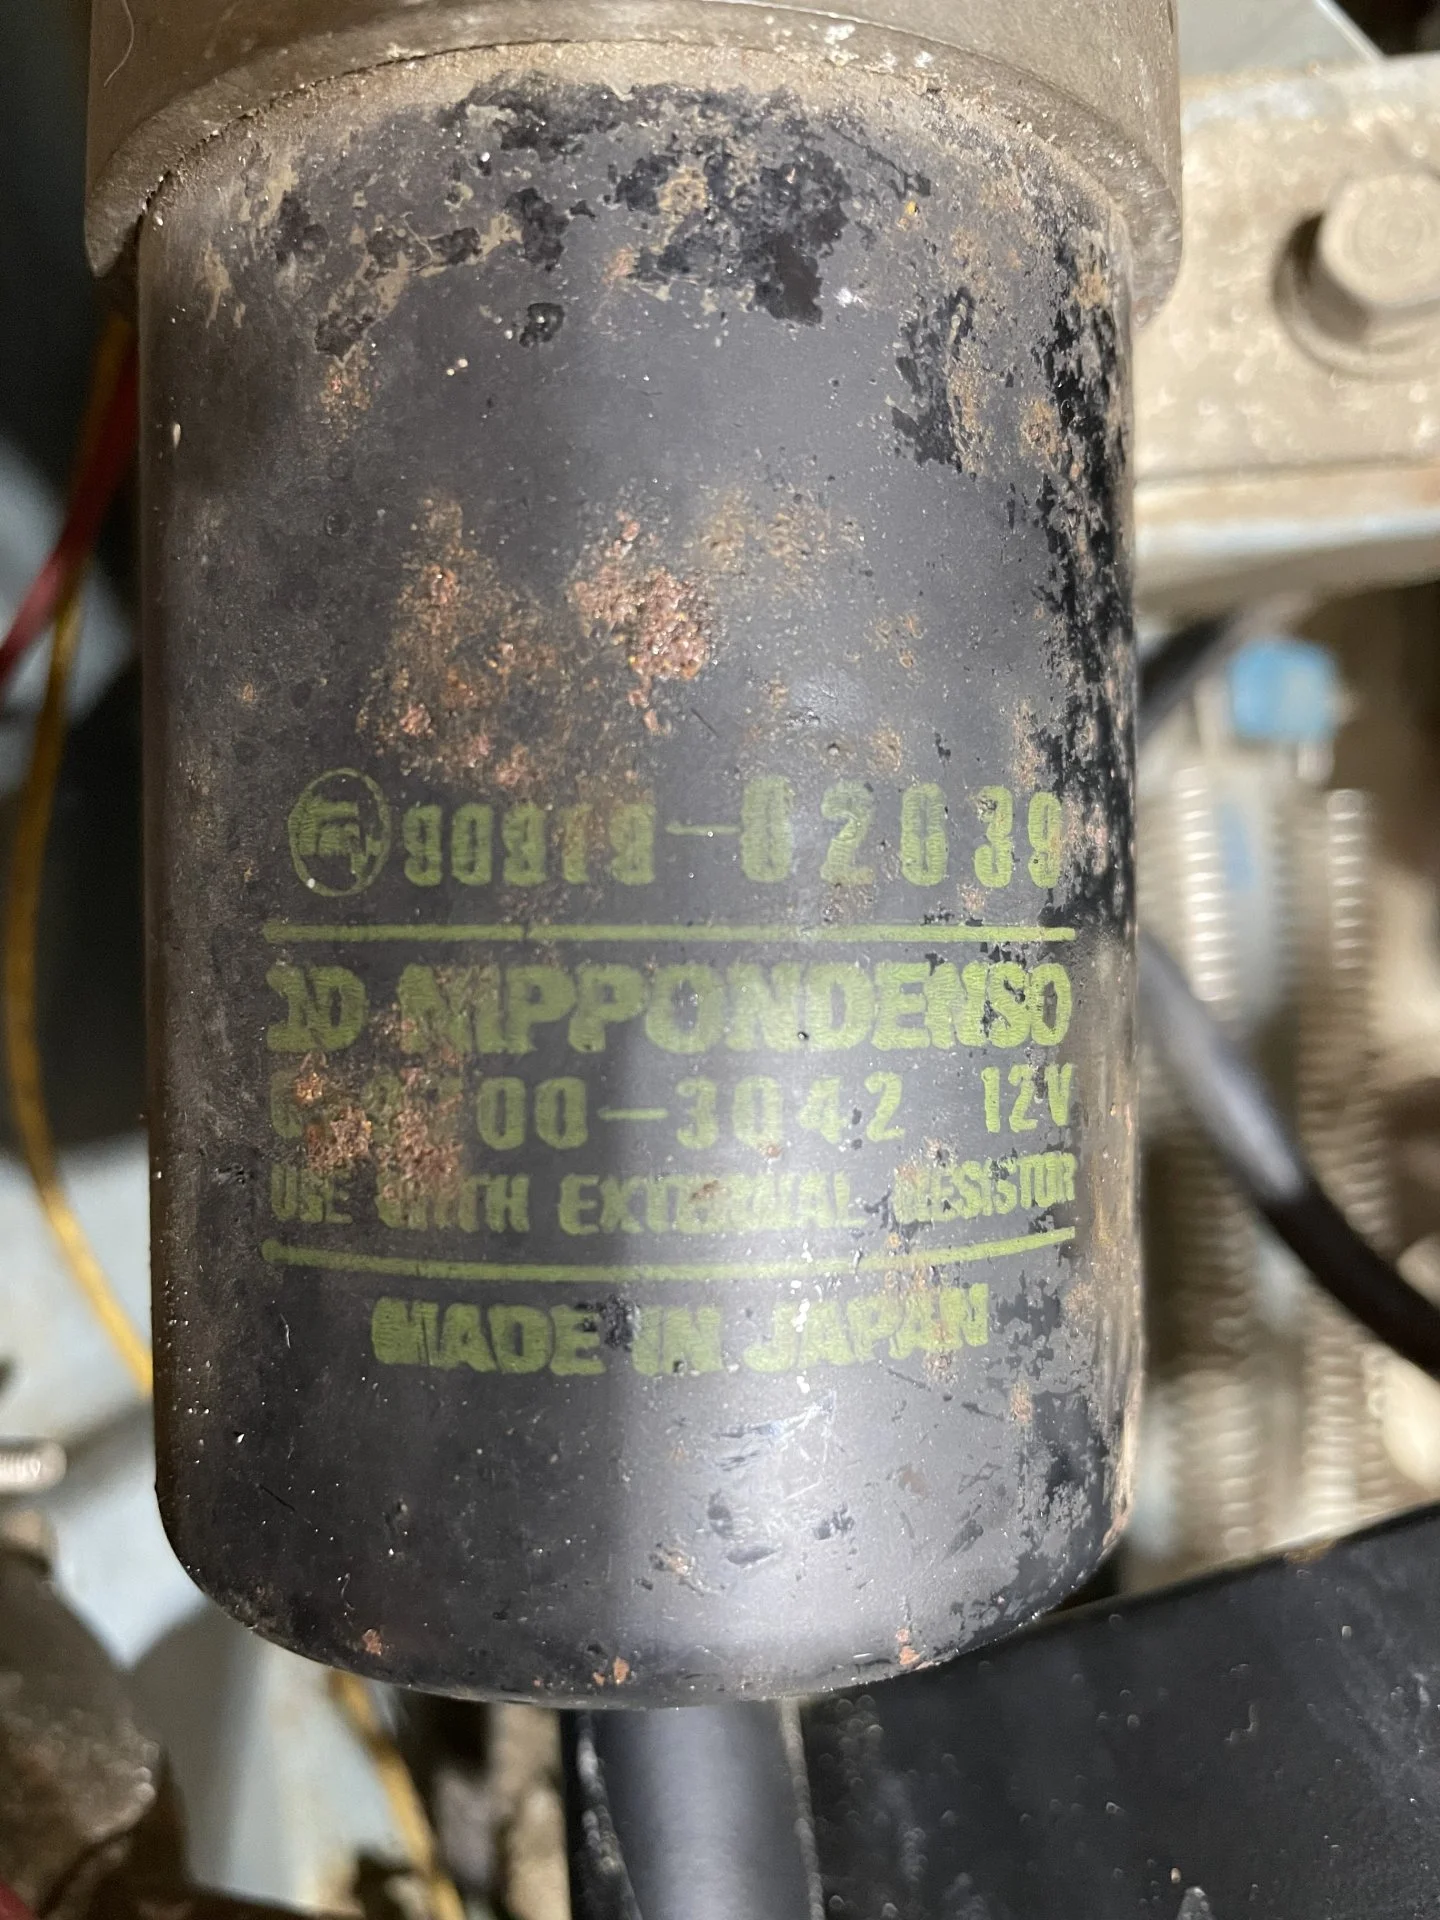 90919-02039
ND NIPPONDENSO
00-3042 12V
USE WITH EXTERNAL RESISTOR
MADE IN JAPAN